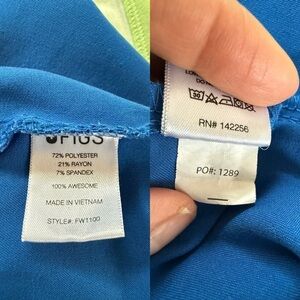 FIGS
72% POLYESTER
21% RAYON
7% SPANDEX
100% AWESOME
MADE IN VIETNAM
STYLE#: FW1100
RN# 142256
PO#: 1289